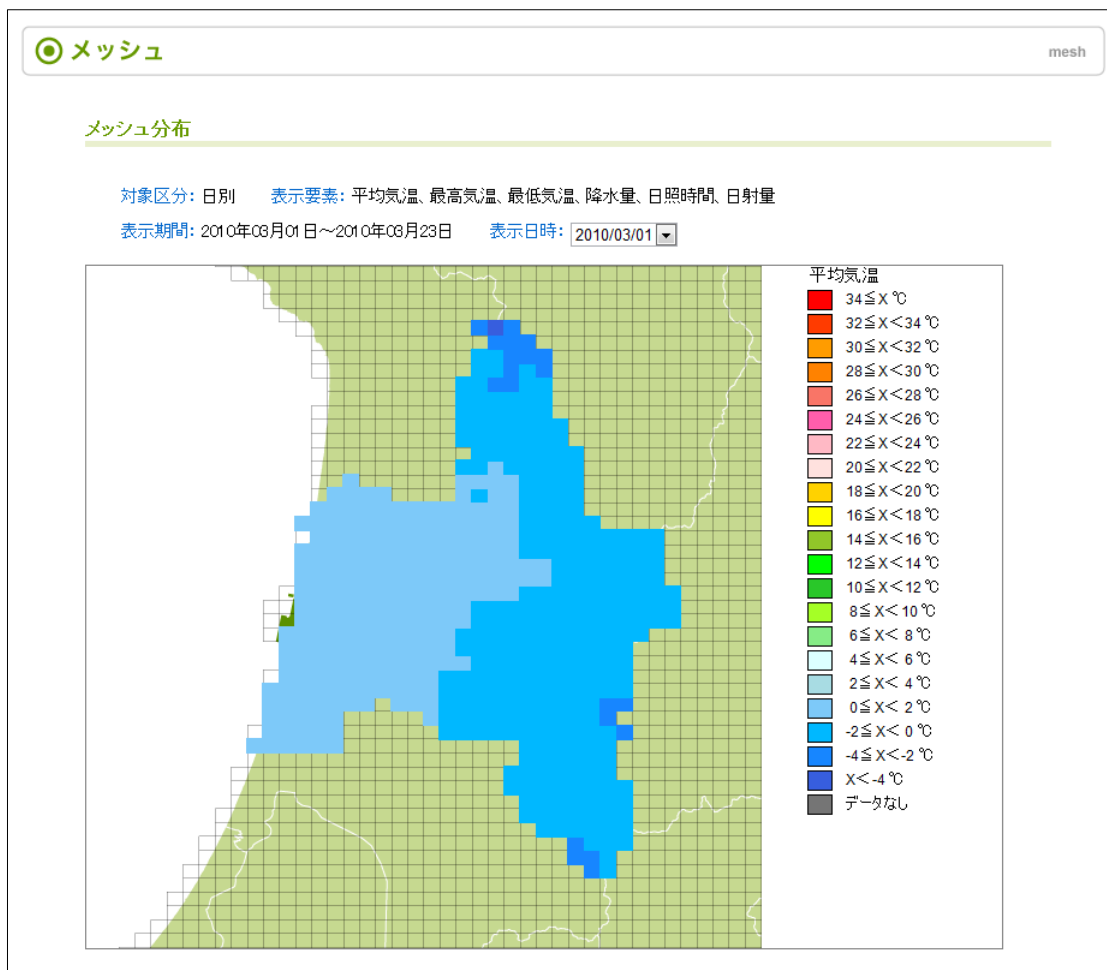 メッシュ
mesh
メッシュ分布
対象区分: 日別 表示要素: 平均気温、最高気温、最低気温、降水量、日照時間、日射量
表示期間: 2010年03月01日～2010年03月23日 表示日時: 2010/03/01
平均気温
34≦X ℃
32≦X＜34 ℃
30≦X＜32 ℃
28≦X＜30 ℃
26≦X＜28 ℃
24≦X＜26 ℃
22≦X＜24 ℃
20≦X＜22 ℃
18≦X＜20 ℃
16≦X＜18 ℃
14≦X＜16 ℃
12≦X＜14 ℃
10≦X＜12 ℃
8≦X＜10 ℃
6≦X＜ 8 ℃
4≦X＜ 6 ℃
2≦X＜ 4 ℃
0≦X＜ 2 ℃
-2≦X＜ 0 ℃
-4≦X＜-2 ℃
X＜-4 ℃
データなし